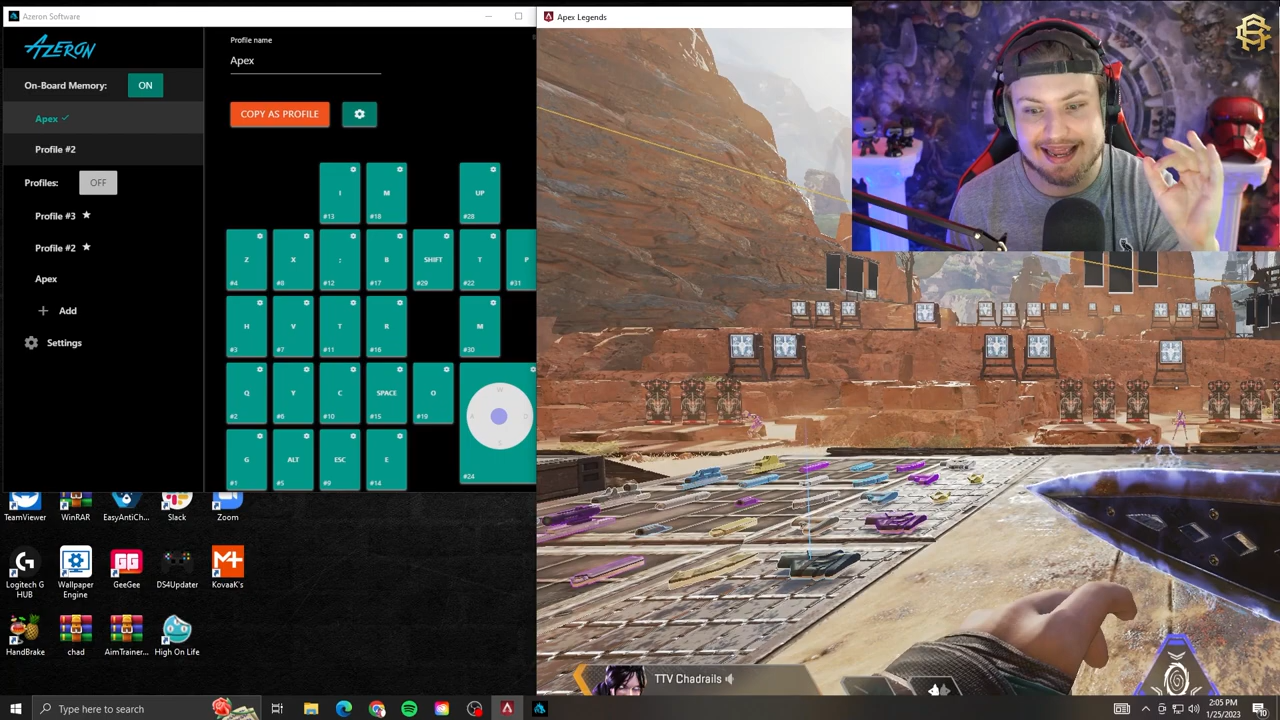 Azeron Software
AZERON
On-Board Memory:
ON
Apex
Profile #2
Profiles:
OFF
Profile #3
Profile #2
Apex
+ Add
Settings
Profile name
Apex
COPY AS PROFILE
I
#13
M
#18
UP
#28
Z
#4
X
#8
:
#12
B
#17
SHIFT
#29
T
#22
P
#31
H
#3
V
#7
T
#11
R
#16
M
#30
Q
#2
Y
#6
C
#10
SPACE
#15
O
#19
W
A
D
S
#24
G
#1
ALT
#5
ESC
#9
E
#14
TeamViewer
WinRAR
EasyAntiCh...
Slack
Zoom
Logitech G HUB
Wallpaper Engine
GeeGee
DS4Updater
KovaaK's
HandBrake
chad
AimTrainer...
High On Life
Apex Legends
TTV Chadrails
Type here to search
2:05 PM
1/25/2023
10